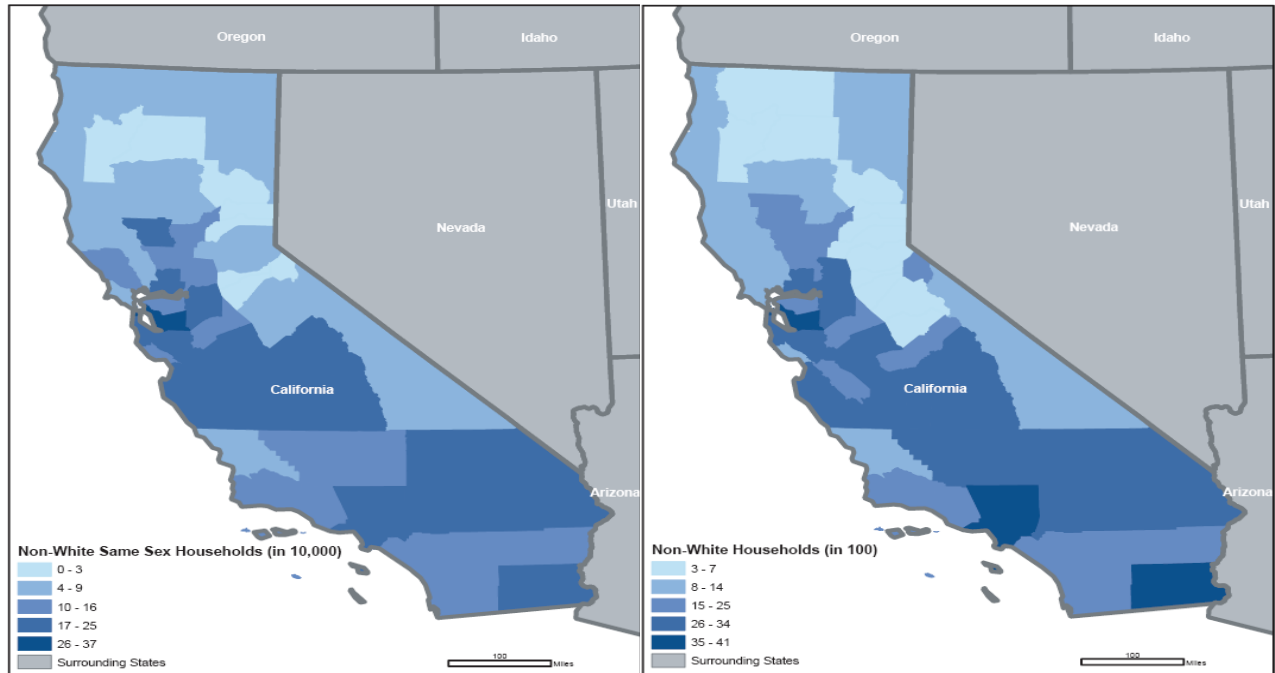 Oregon
Idaho
Nevada
Utah
California
Arizona
Non-White Same Sex Households (in 10,000)
0 - 3
4 - 9
10 - 16
17 - 25
26 - 37
Surrounding States
100
Miles
Oregon
Idaho
Nevada
Utah
California
Arizona
Non-White Households (in 100)
3 - 7
8 - 14
15 - 25
26 - 34
35 - 41
Surrounding States
100
Miles